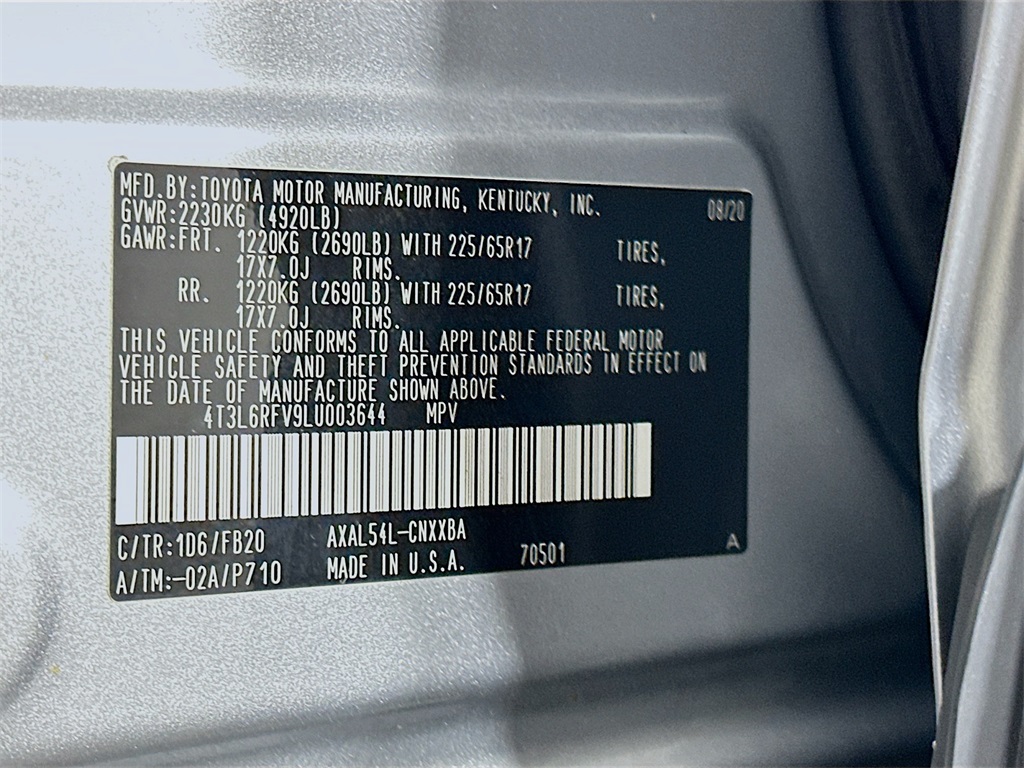 MFD.BY:TOYOTA MOTOR MANUFACTURING, KENTUCKY, INC. 08/20
GVWR:2230KG (4920LB)
GAWR:FRT. 1220KG (2690LB) WITH 225/65R17 TIRES,
17X7.0J RIMS.
RR. 1220KG (2690LB) WITH 225/65R17 TIRES,
17X7.0J RIMS.
THIS VEHICLE CONFORMS TO ALL APPLICABLE FEDERAL MOTOR
VEHICLE SAFETY AND THEFT PREVENTION STANDARDS IN EFFECT ON
THE DATE OF MANUFACTURE SHOWN ABOVE.
4T3L6RFV9LU003644 MPV
C/TR:1D6/FB20 AXAL54L-CNXXBA
A/TM:-02A/P710 MADE IN U.S.A. 70501 A